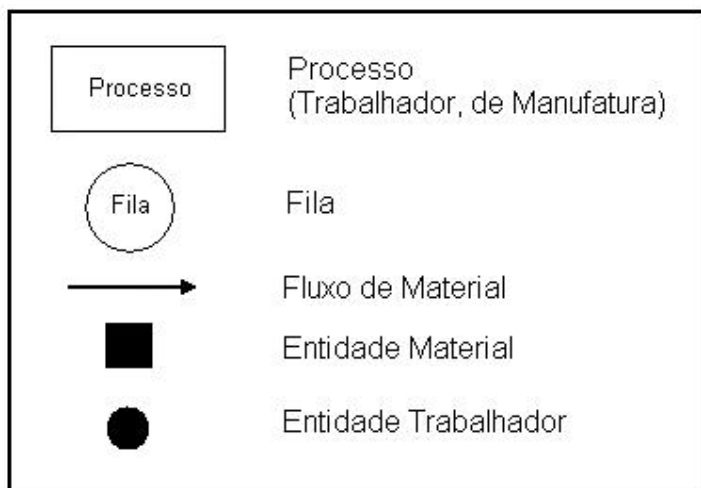 Processo
Processo
(Trabalhador, de Manufatura)
Fila
Fila
Fluxo de Material
Entidade Material
Entidade Trabalhador